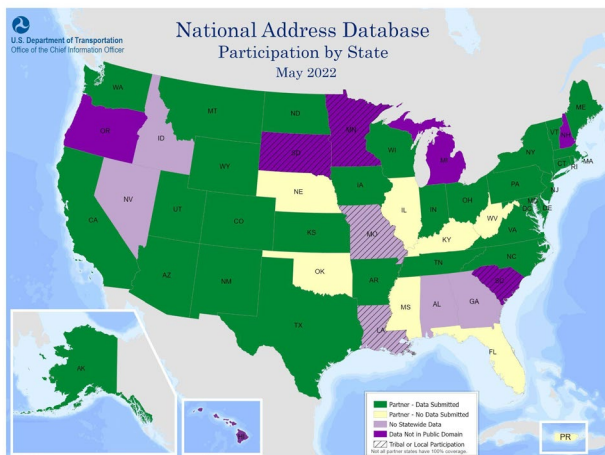 U.S. Department of Transportation
Office of the Chief Information Officer
National Address Database
Participation by State
May 2022
WA
MT
ND
MN
ME
OR
ID
SD
WI
MI
VT
NH
NY
WY
MA
CT
RI
IA
PA
NJ
NE
NV
UT
CO
IL
IN
OH
WV
DE
CA
KS
MO
KY
VA
AZ
NM
OK
AR
TN
NC
SC
TX
LA
MS
AL
GA
FL
AK
PR
Partner - Data Submitted
Partner - No Data Submitted
No Statewide Data
Data Not in Public Domain
Tribal or Local Participation
Not all partner states have 100% coverage.